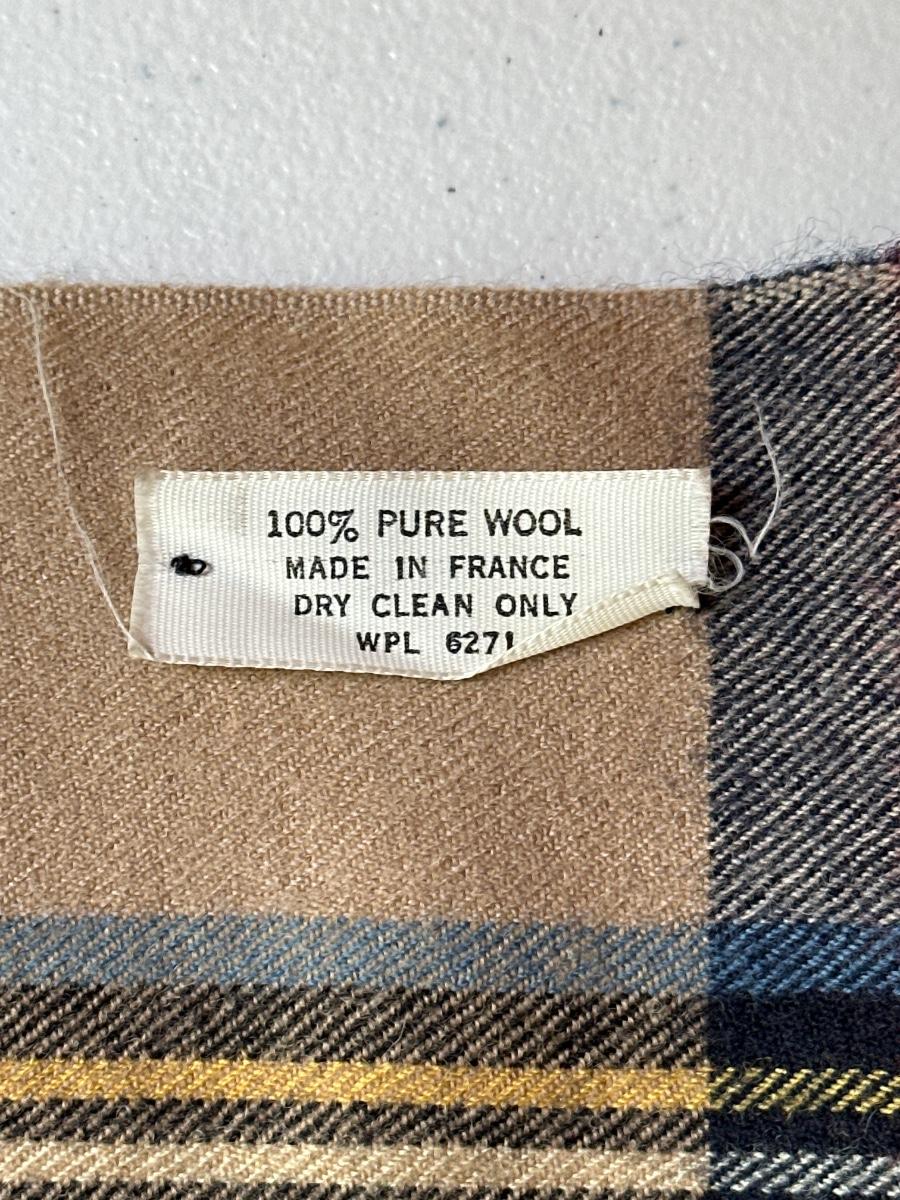 100% PURE WOOL
MADE IN FRANCE
DRY CLEAN ONLY
WPL 6271